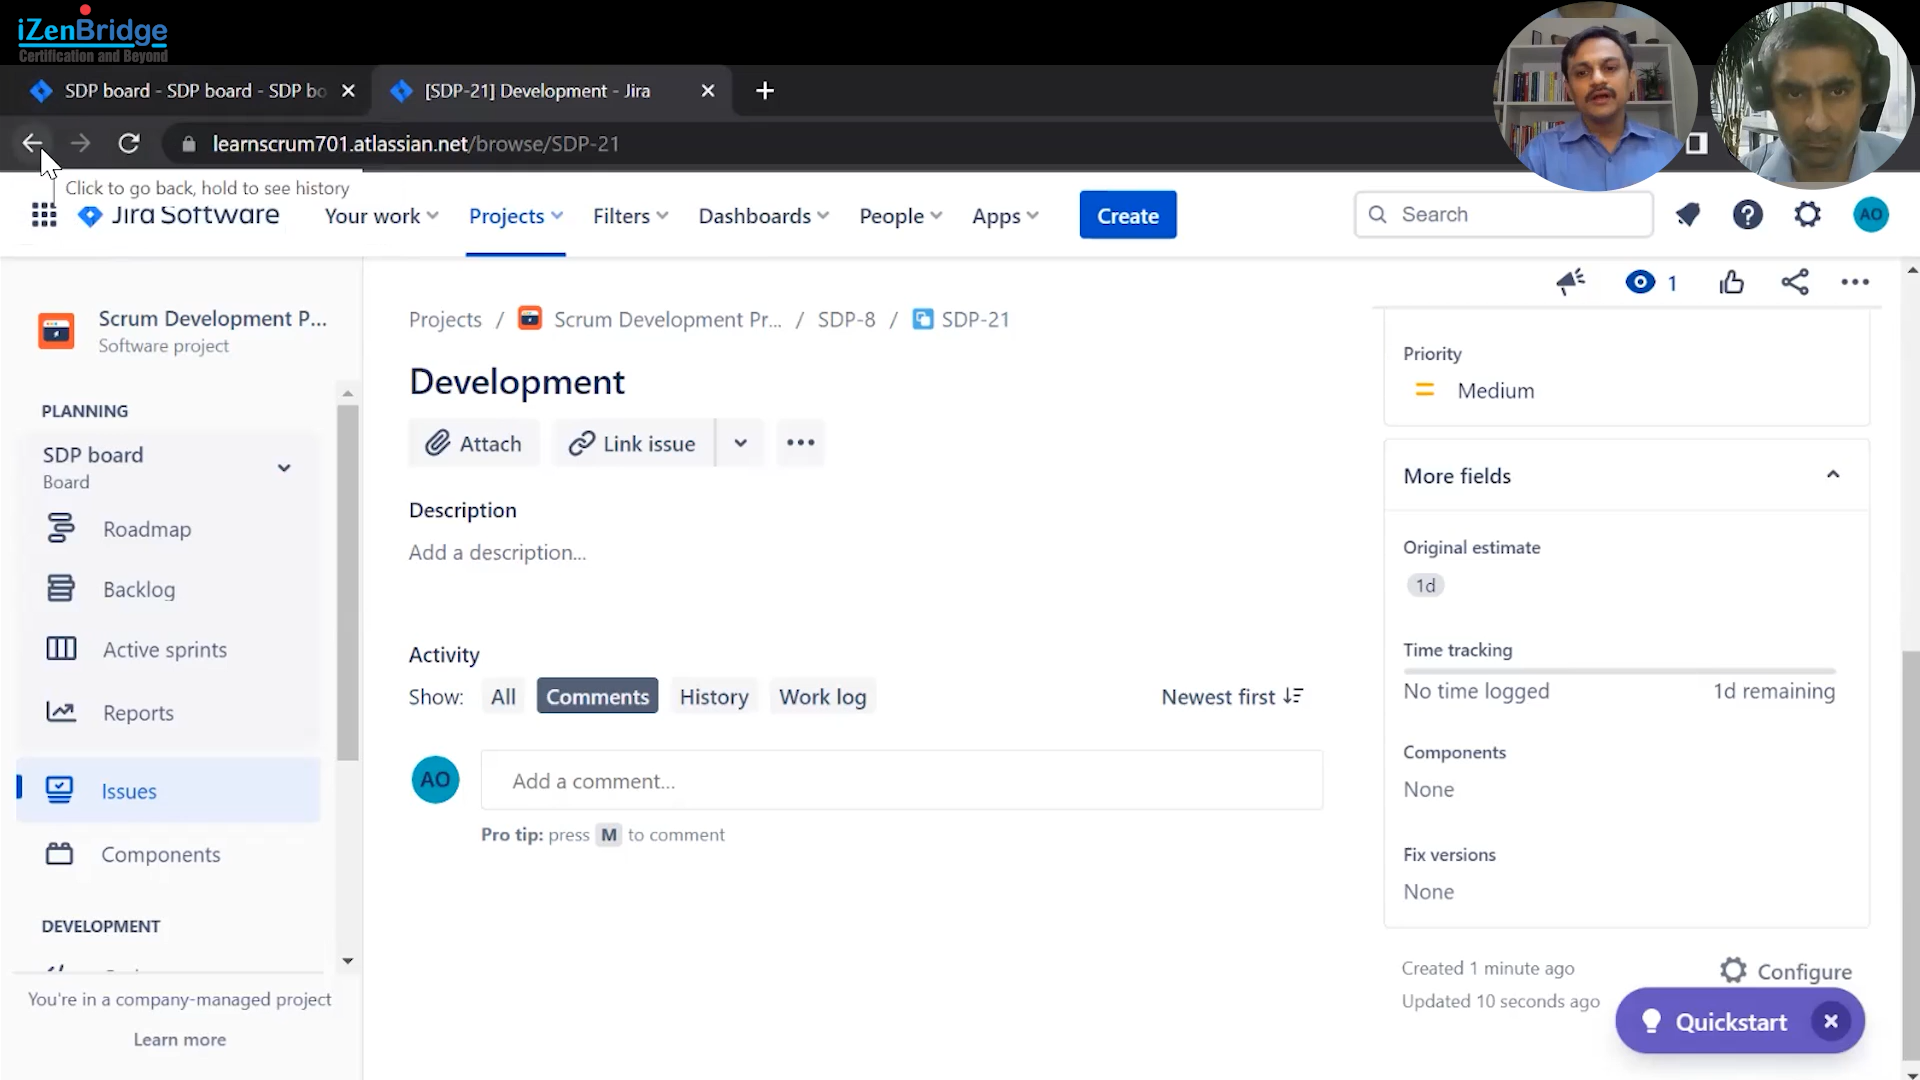 iZenBridge
Certification and Beyond
SDP board - SDP board - SDP bo
[SDP-21] Development - Jira
learnscrum701.atlassian.net/browse/SDP-21
Click to go back, hold to see history
Jira Software
Your work
Projects
Filters
Dashboards
People
Apps
Create
Search
AO
Scrum Development P...
Software project
PLANNING
SDP board
Board
Roadmap
Backlog
Active sprints
Reports
Issues
Components
DEVELOPMENT
You're in a company-managed project
Learn more
Projects / Scrum Development Pr... / SDP-8 / SDP-21
1
Development
Attach
Link issue
Description
Add a description...
Activity
Show: All Comments History Work log
Newest first
AO
Add a comment...
Pro tip: press M to comment
Priority
Medium
More fields
Original estimate
1d
Time tracking
No time logged
1d remaining
Components
None
Fix versions
None
Created 1 minute ago
Updated 10 seconds ago
Configure
Quickstart